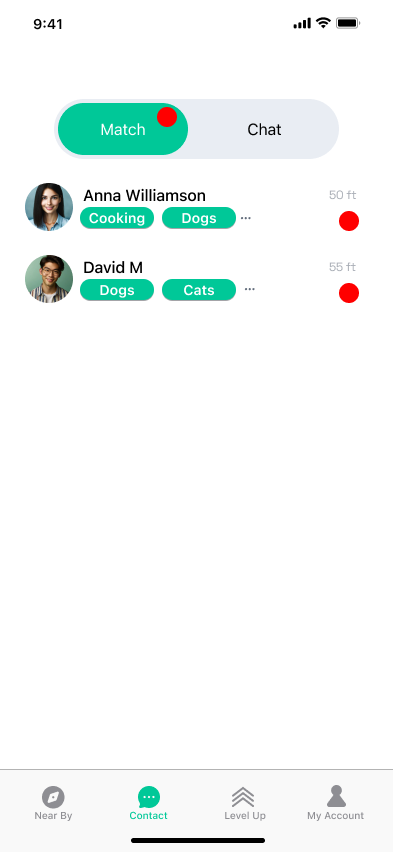 9:41
Match Chat
Anna Williamson 50 ft
Cooking Dogs ...
David M 55 ft
Dogs Cats ...
Near By Contact Level Up My Account